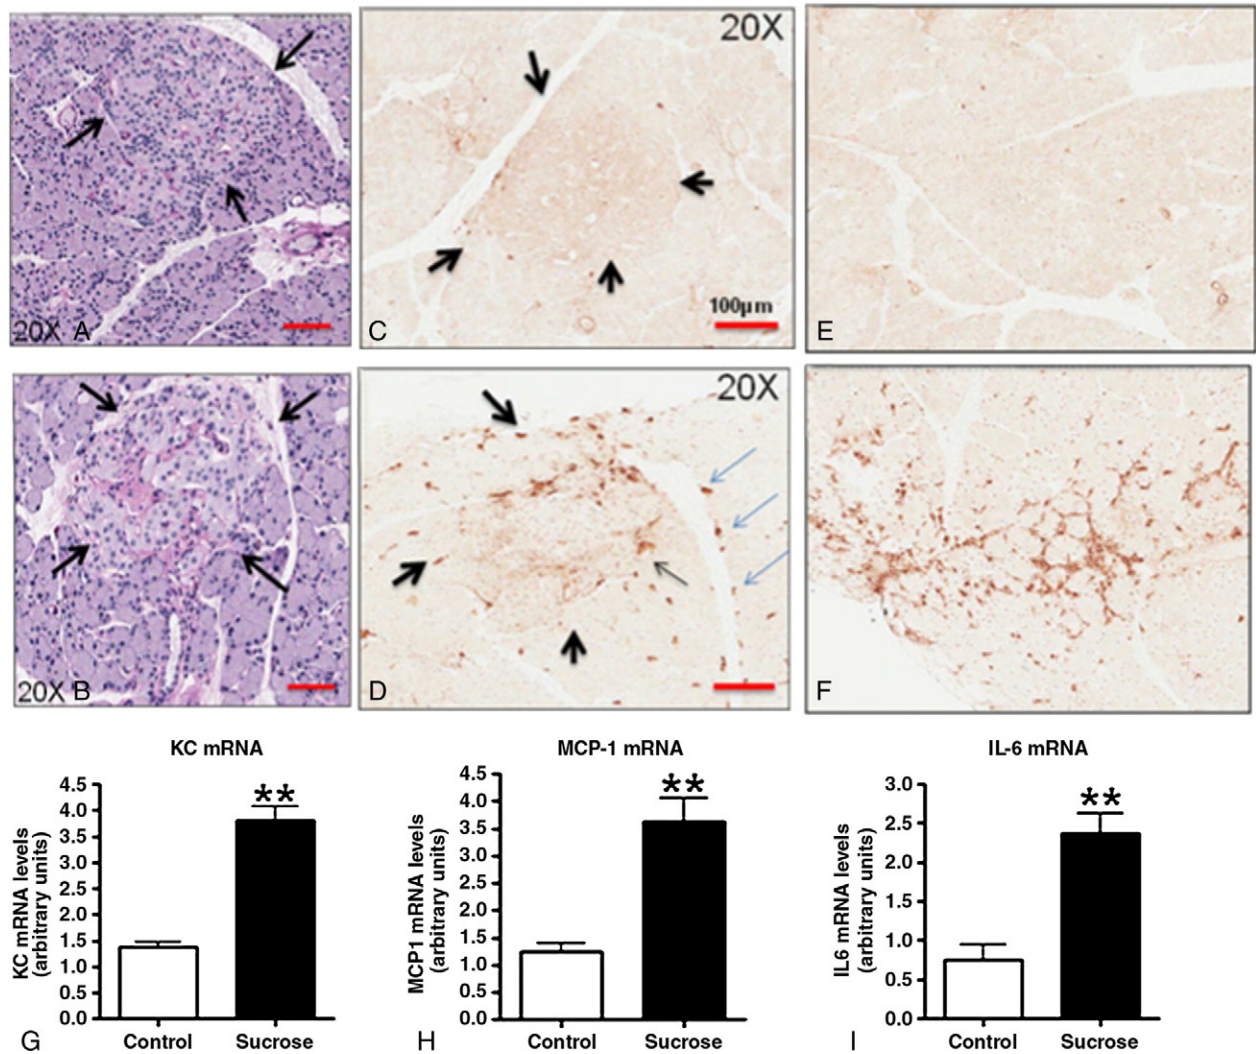 20X
20X A
C
100µm
E
20X
20X B
D
F
KC mRNA
KC mRNA levels
(arbitrary units)
4.5
4.0
3.5
3.0
2.5
2.0
1.5
1.0
0.5
0.0
**
Control
Sucrose
G
MCP-1 mRNA
MCP1 mRNA levels
(arbitrary units)
4.5
4.0
3.5
3.0
2.5
2.0
1.5
1.0
0.5
0.0
**
Control
Sucrose
H
IL-6 mRNA
IL6 mRNA levels
(arbitrary units)
3.0
2.5
2.0
1.5
1.0
0.5
0.0
**
Control
Sucrose
I